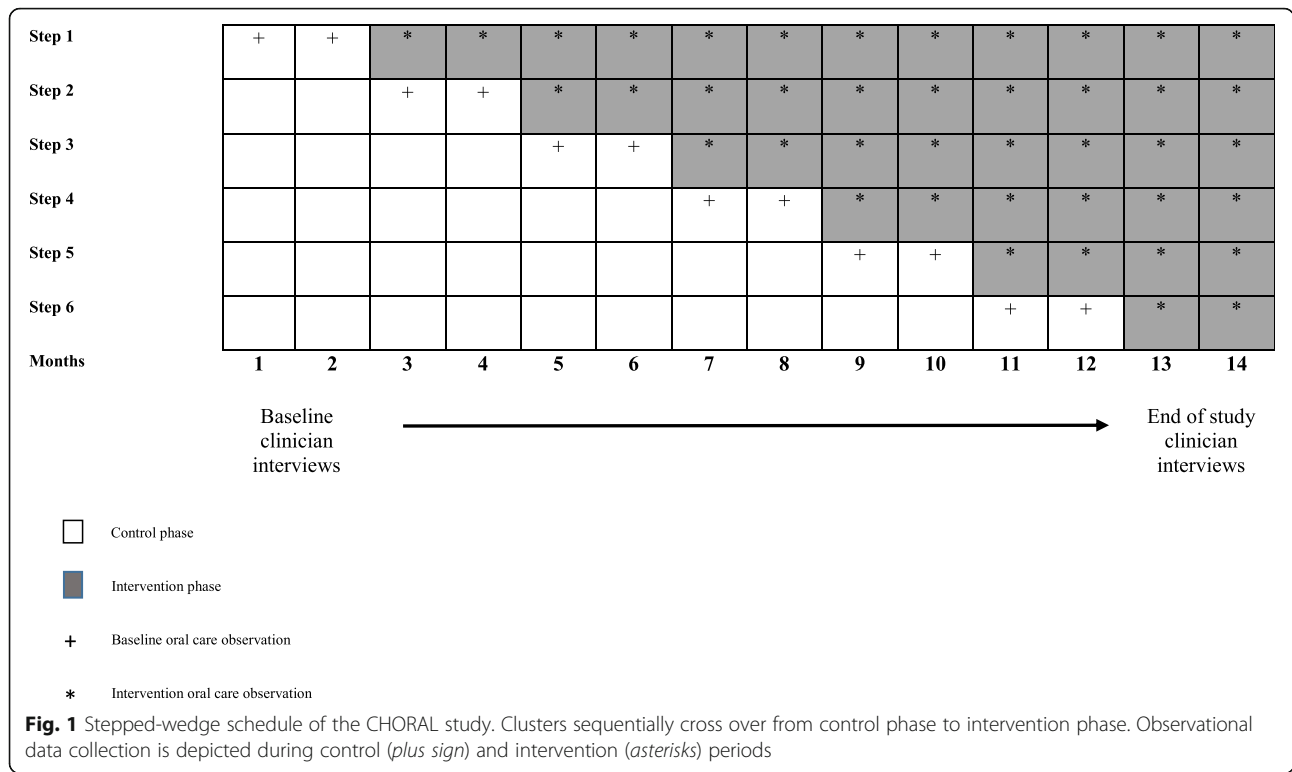 Step 1 + + * * * * * * * * * * * *
Step 2 + + * * * * * * * * * *
Step 3 + + * * * * * * * *
Step 4 + + * * * * * *
Step 5 + + * * * *
Step 6 + + * *
Months 1 2 3 4 5 6 7 8 9 10 11 12 13 14
Baseline
clinician
interviews
End of study
clinician
interviews
Control phase
Intervention phase
+ Baseline oral care observation
* Intervention oral care observation
Fig. 1 Stepped-wedge schedule of the CHORAL study. Clusters sequentially cross over from control phase to intervention phase. Observational
data collection is depicted during control (plus sign) and intervention (asterisks) periods